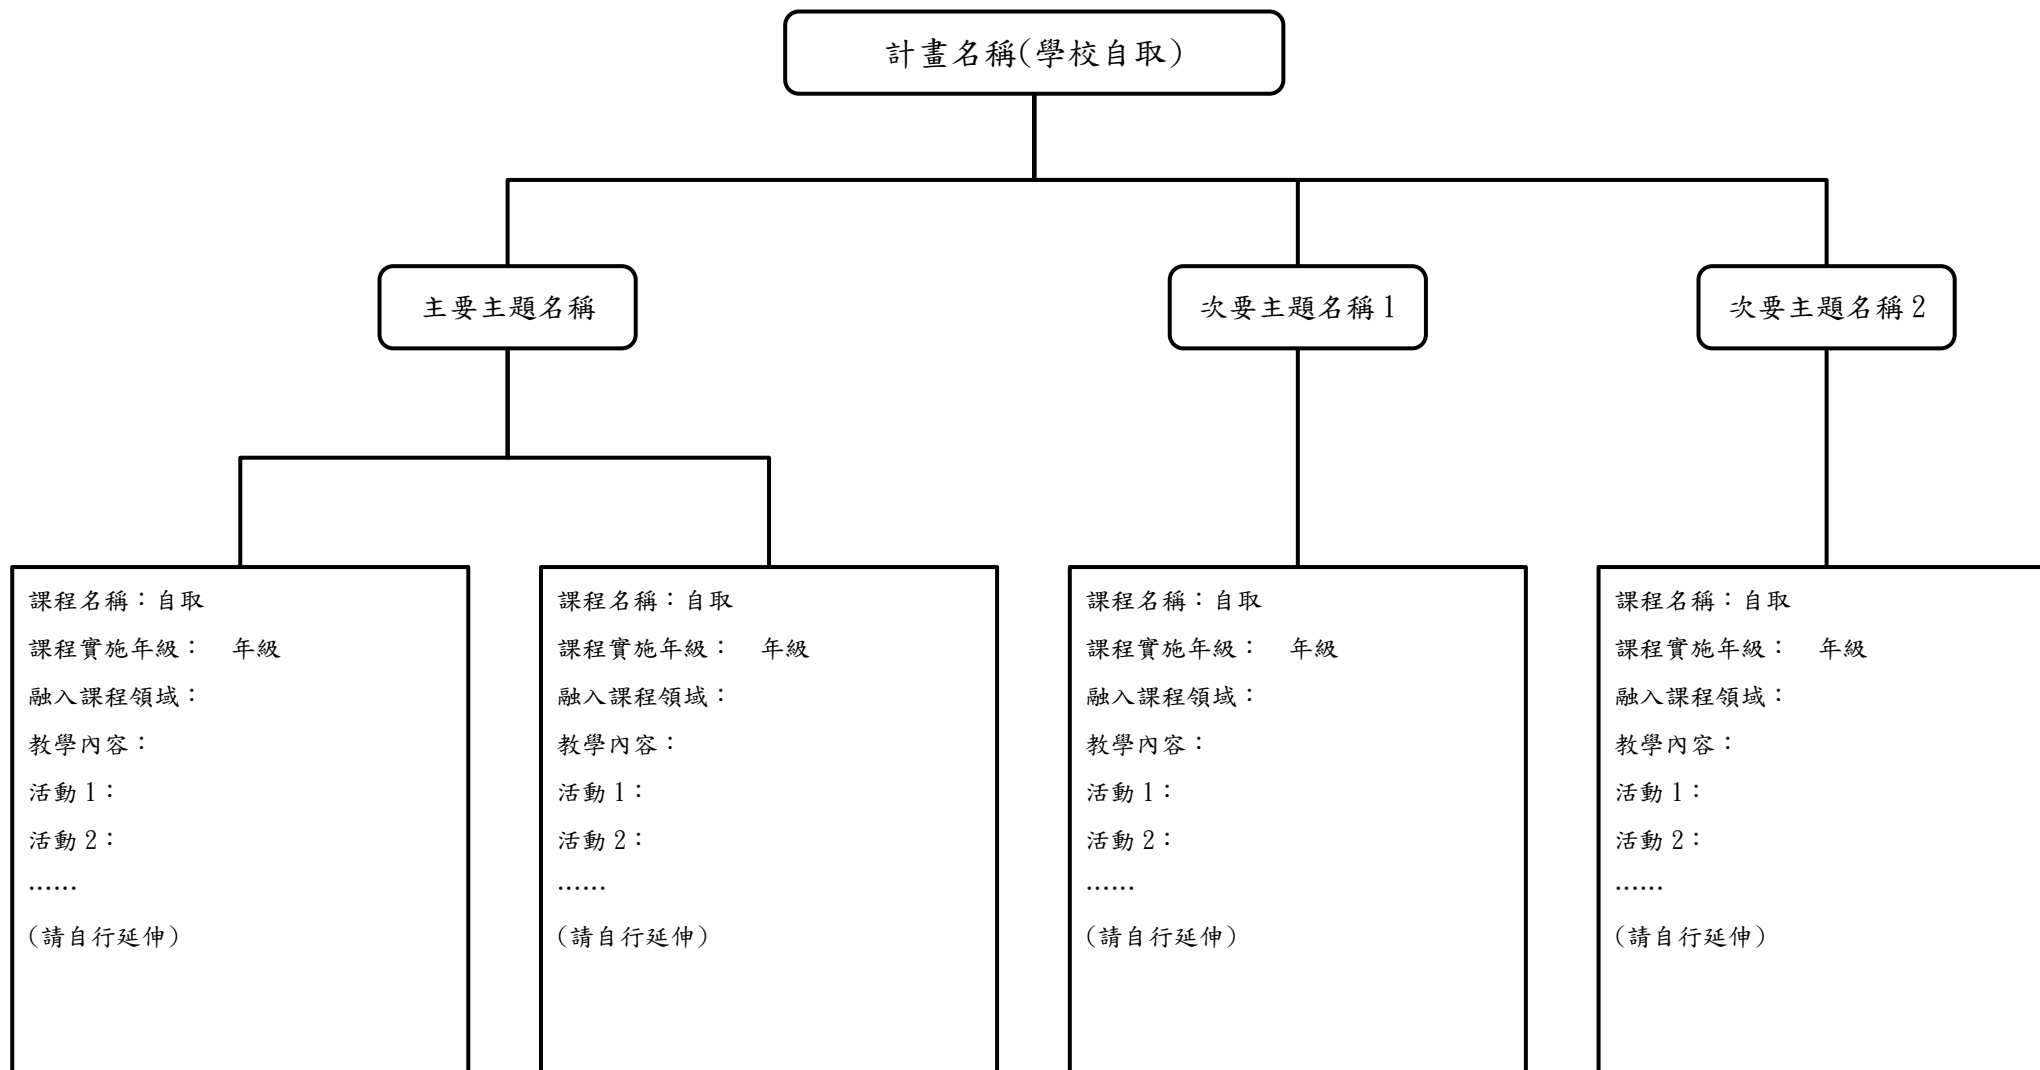 計畫名稱(學校自取)
主要主題名稱
次要主題名稱 1
次要主題名稱 2
課程名稱：自取
課程實施年級：　年級
融入課程領域：
教學內容：
活動 1：
活動 2：
……
(請自行延伸)
課程名稱：自取
課程實施年級：　年級
融入課程領域：
教學內容：
活動 1：
活動 2：
……
(請自行延伸)
課程名稱：自取
課程實施年級：　年級
融入課程領域：
教學內容：
活動 1：
活動 2：
……
(請自行延伸)
課程名稱：自取
課程實施年級：　年級
融入課程領域：
教學內容：
活動 1：
活動 2：
……
(請自行延伸)